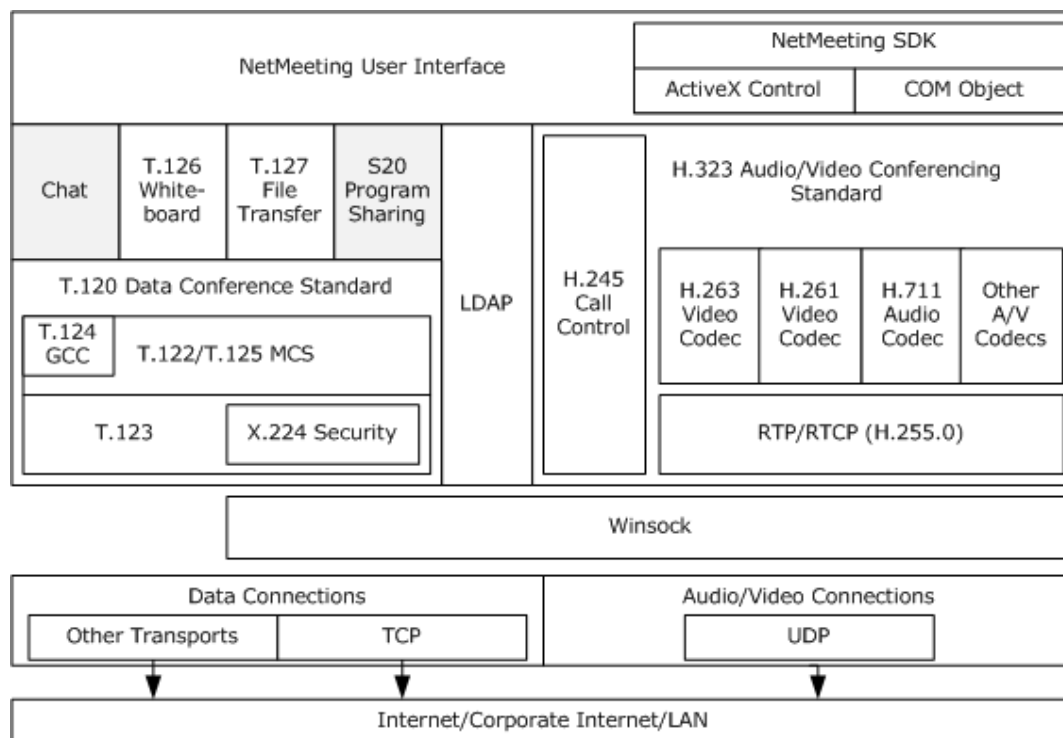 NetMeeting SDK
NetMeeting User Interface
ActiveX Control
COM Object
Chat
T.126
White-
board
T.127
File
Transfer
S20
Program
Sharing
LDAP
H.323 Audio/Video Conferencing
Standard
T.120 Data Conference Standard
T.124
GCC
T.122/T.125 MCS
T.123
X.224 Security
H.245
Call
Control
H.263
Video
Codec
H.261
Video
Codec
H.711
Audio
Codec
Other
A/V
Codecs
RTP/RTCP (H.255.0)
Winsock
Data Connections
Audio/Video Connections
Other Transports
TCP
UDP
Internet/Corporate Internet/LAN